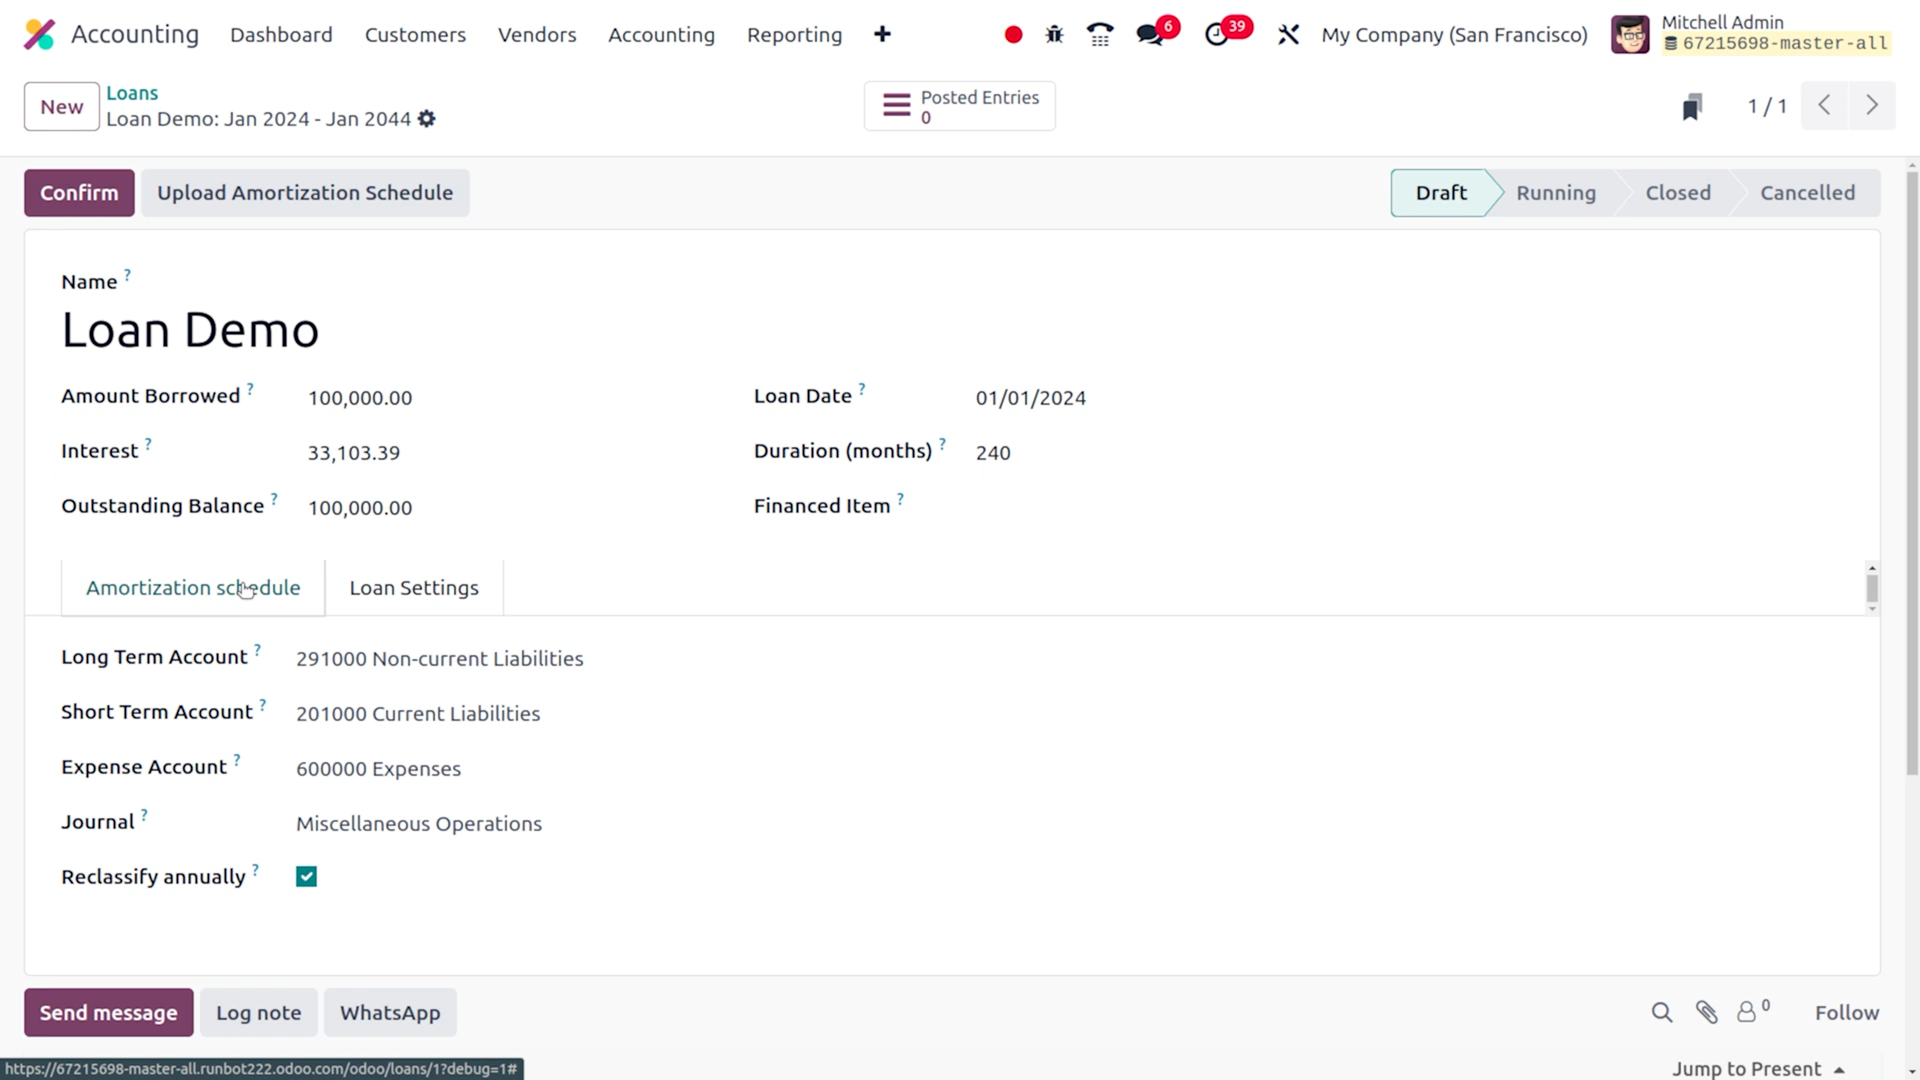 Accounting Dashboard Customers Vendors Accounting Reporting 6 39 My Company (San Francisco) Mitchell Admin
67215698-master-all
New Loans
Loan Demo: Jan 2024 - Jan 2044
Posted Entries
0
1 / 1
Confirm Upload Amortization Schedule Draft Running Closed Cancelled
Name ?
Loan Demo
Amount Borrowed ? 100,000.00 Loan Date ? 01/01/2024
Interest ? 33,103.39 Duration (months) ? 240
Outstanding Balance ? 100,000.00 Financed Item ?
Amortization schedule Loan Settings
Long Term Account ? 291000 Non-current Liabilities
Short Term Account ? 201000 Current Liabilities
Expense Account ? 600000 Expenses
Journal ? Miscellaneous Operations
Reclassify annually ?
Send message Log note WhatsApp 0 Follow
https://67215698-master-all.runbot222.odoo.com/odoo/loans/1?debug=1# Jump to Present